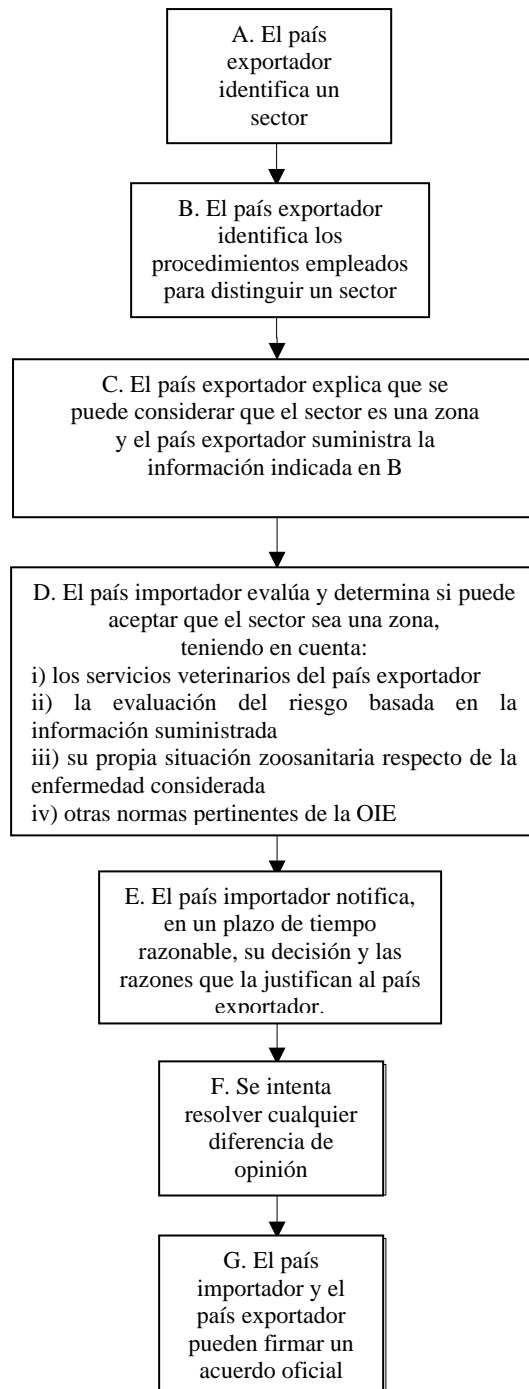 A. El país
exportador
identifica un
sector
B. El país exportador
identifica los
procedimientos empleados
para distinguir un sector
C. El país exportador explica que se
puede considerar que el sector es una zona
y el país exportador suministra la
información indicada en B
D. El país importador evalúa y determina si puede
aceptar que el sector sea una zona,
teniendo en cuenta:
i) los servicios veterinarios del país exportador
ii) la evaluación del riesgo basada en la
información suministrada
iii) su propia situación zoosanitaria respecto de la
enfermedad considerada
iv) otras normas pertinentes de la OIE
E. El país importador notifica,
en un plazo de tiempo
razonable, su decisión y las
razones que la justifican al país
exportador.
F. Se intenta
resolver cualquier
diferencia de
opinión
G. El país
importador y el
país exportador
pueden firmar un
acuerdo oficial